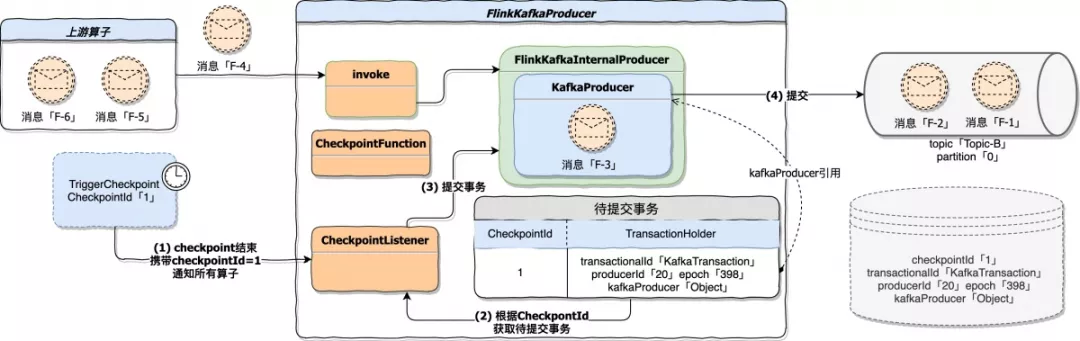 FlinkKafkaProducer
上游算子
消息「F-4」
消息「F-6」
消息「F-5」
invoke
FlinkKafkaInternalProducer
KafkaProducer
消息「F-3」
(4) 提交
消息「F-2」
消息「F-1」
topic「Topic-B」
partition「0」
CheckpointFunction
TriggerCheckpoint
CheckpointId「1」
(3) 提交事务
kafkaProducer引用
(1) checkpoint结束
携带checkpointId=1
通知所有算子
CheckpointListener
待提交事务
CheckpointId
TransactionHolder
1
transactionalId「KafkaTransaction」
producerId「20」epoch「398」
kafkaProducer「Object」
(2) 根据CheckpontId
获取待提交事务
checkpointId「1」
transactionalId「KafkaTransaction」
producerId「20」epoch「398」
kafkaProducer「Object」